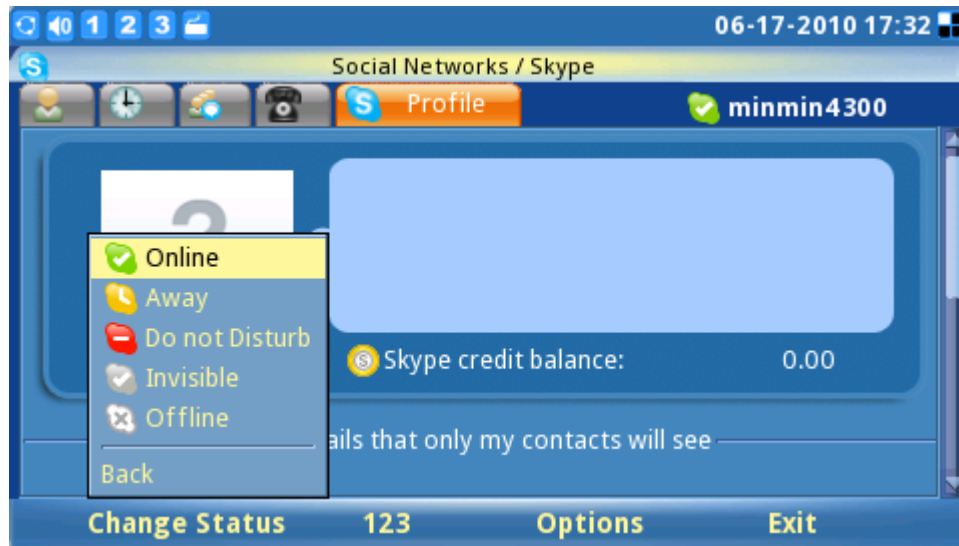 1 2 3 06-17-2010 17:32
Social Networks / Skype
Profile minmin4300
Online
Away
Do not Disturb
Skype credit balance: 0.00
Invisible
Offline
that only my contacts will see
Back
Change Status 123 Options Exit